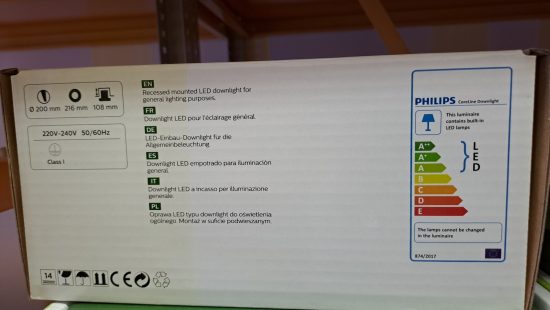 Ø 200 mm 216 mm 108 mm
220V-240V 50/60Hz
Class I
EN
Recessed mounted LED downlight for
general lighting purposes.
FR
Downlight LED pour l'éclairage général.
DE
LED-Einbau-Downlight für die
Allgemeinbeleuchtung
ES
Downlight LED empotrado para iluminación
general.
IT
Downlight LED a incasso per illuminazione
generale.
PL
Oprawa LED typu downlight do oświetlenia
ogólnego. Montaż w suficie podwieszanym.
14
CE
PHILIPS CoreLine Downlight
This luminaire
contains built-in
LED lamps
A++
A+
A
B
C
D
E
LED
The lamps cannot be changed
in the luminaire
874/2012